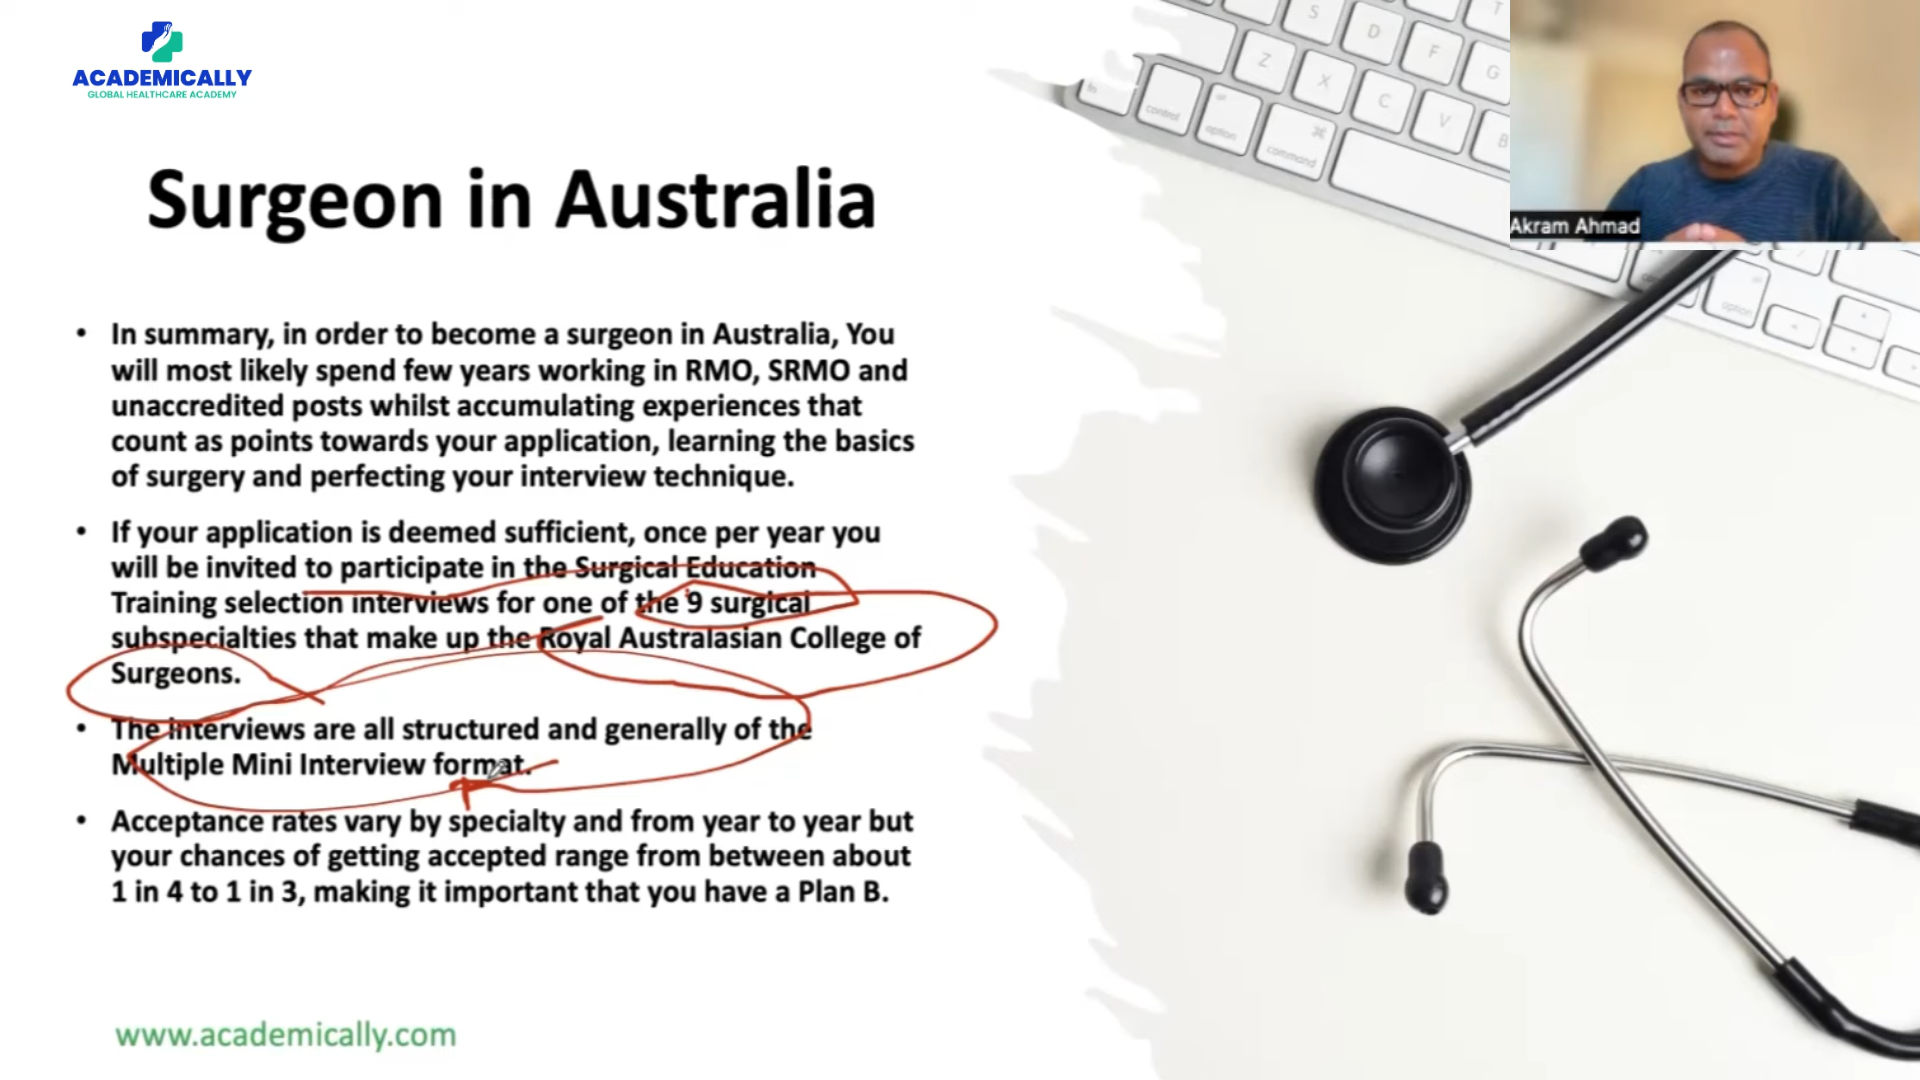 ACADEMICALLY
GLOBAL HEALTHCARE ACADEMY
Surgeon in Australia
• In summary, in order to become a surgeon in Australia, You
will most likely spend few years working in RMO, SRMO and
unaccredited posts whilst accumulating experiences that
count as points towards your application, learning the basics
of surgery and perfecting your interview technique.
• If your application is deemed sufficient, once per year you
will be invited to participate in the Surgical Education
Training selection interviews for one of the 9 surgical
subspecialties that make up the Royal Australasian College of
Surgeons.
• The interviews are all structured and generally of the
Multiple Mini Interview format.
• Acceptance rates vary by specialty and from year to year but
your chances of getting accepted range from between about
1 in 4 to 1 in 3, making it important that you have a Plan B.
www.academically.com
Akram Ahmad
S
D
F
G
T
Z
X
C
V
B
fn
control
option
command
option